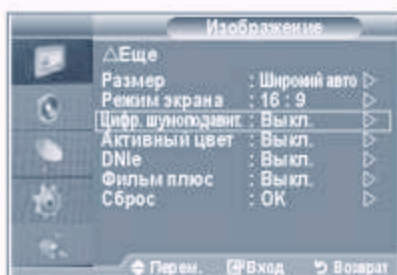 Изображение
△Еще
Размер : Широкий авто ▷
Режим экрана : 16 : 9 ▷
Цифр. шумоподавит. : Выкл. ▷
Активный цвет : Выкл. ▷
DNIe : Выкл. ▷
Фильм плюс : Выкл. ▷
Сброс : OK ▷
Перем. Вход Возврат